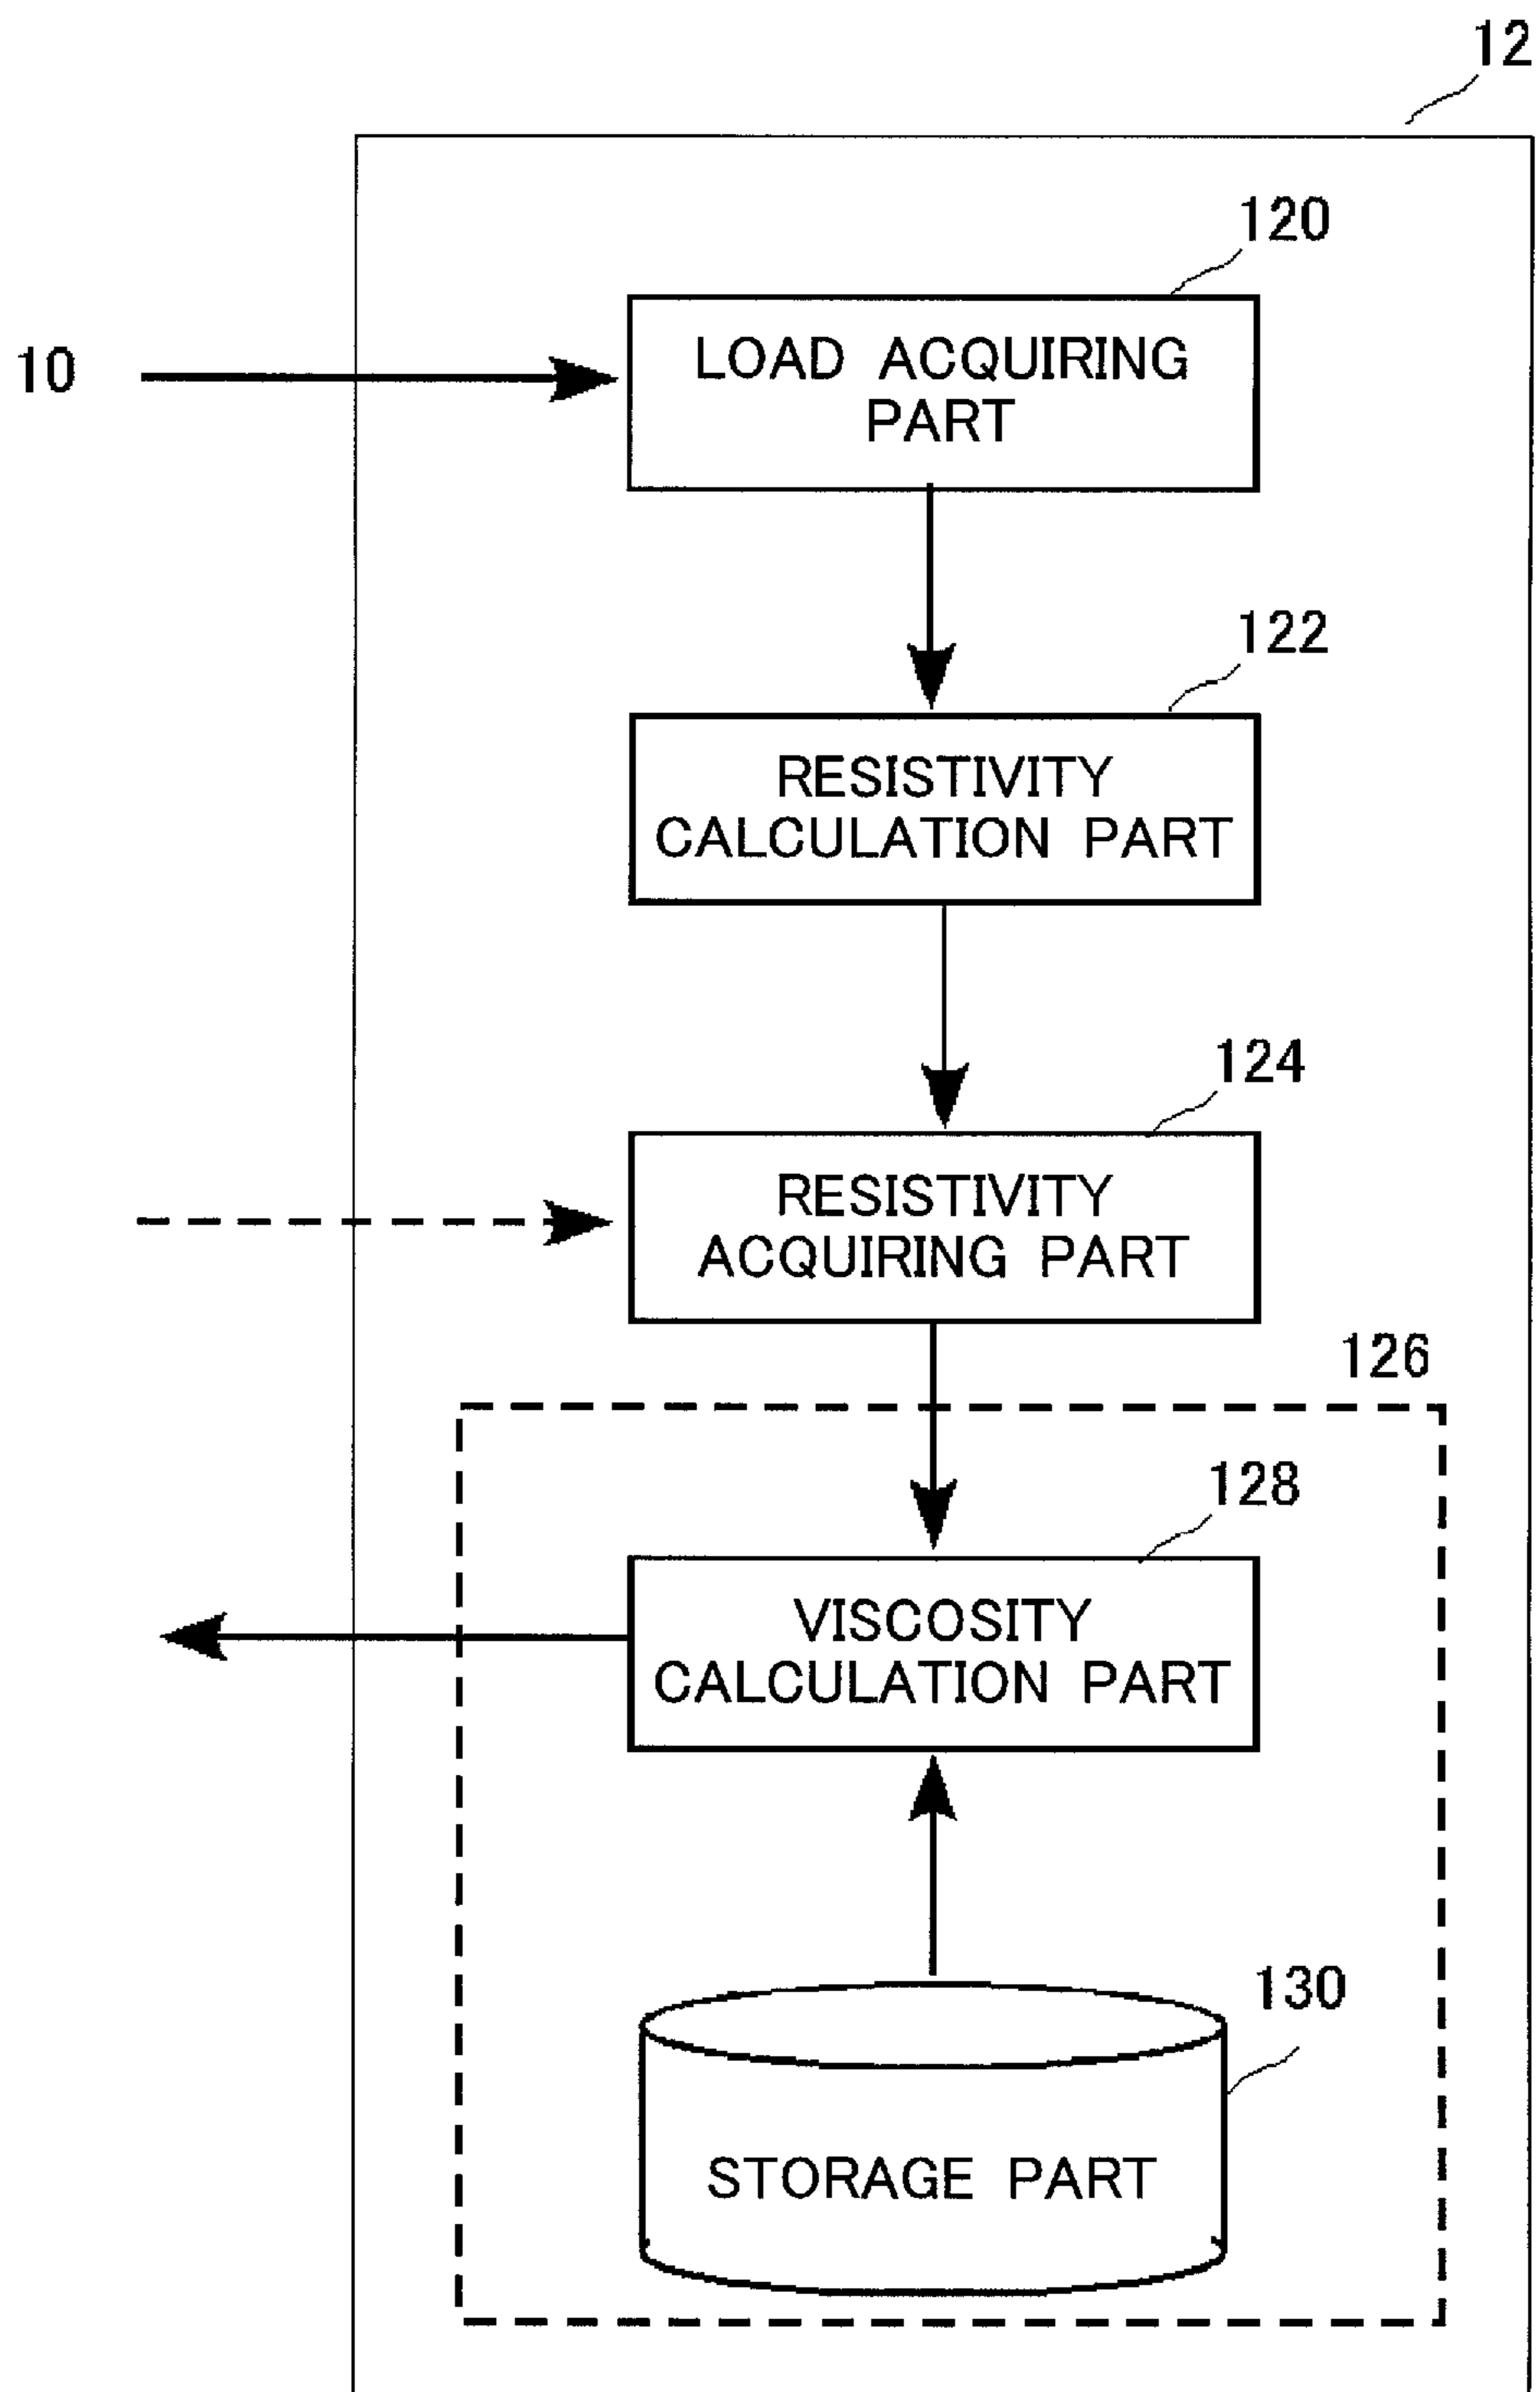 12
120
10
LOAD ACQUIRING
PART
122
RESISTIVITY
CALCULATION PART
124
RESISTIVITY
ACQUIRING PART
126
128
VISCOSITY
CALCULATION PART
130
STORAGE PART